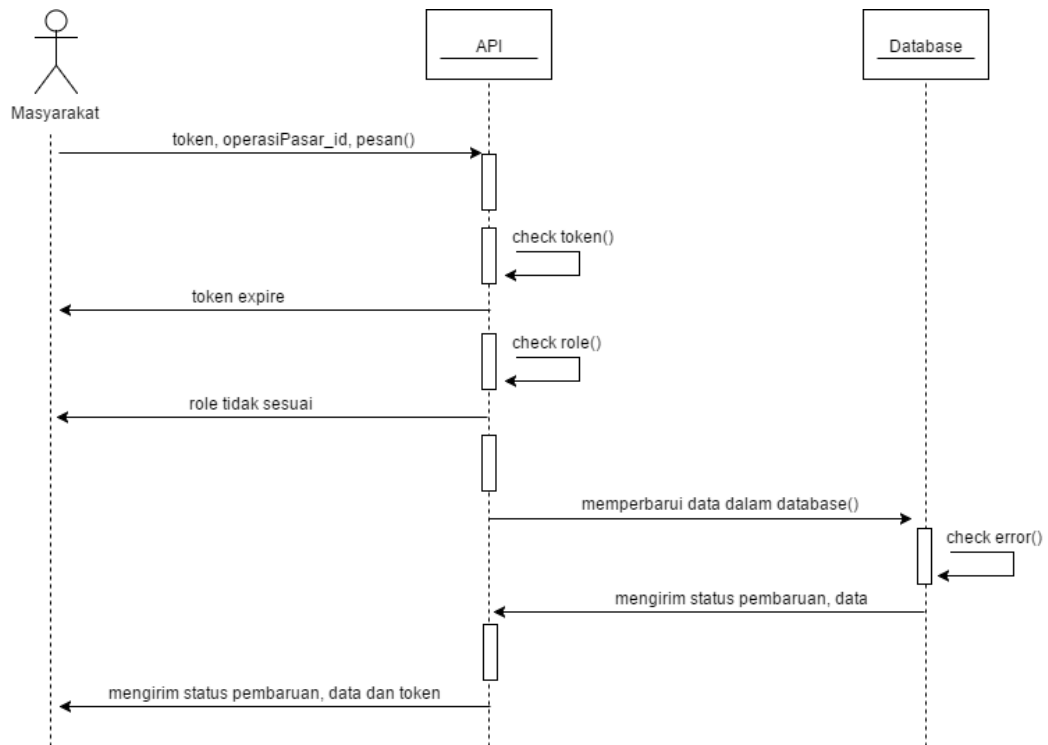 API
Database
Masyarakat
token, operasiPasar_id, pesan()
check token()
token expire
check role()
role tidak sesuai
memperbarui data dalam database()
check error()
mengirim status pembaruan, data
mengirim status pembaruan, data dan token